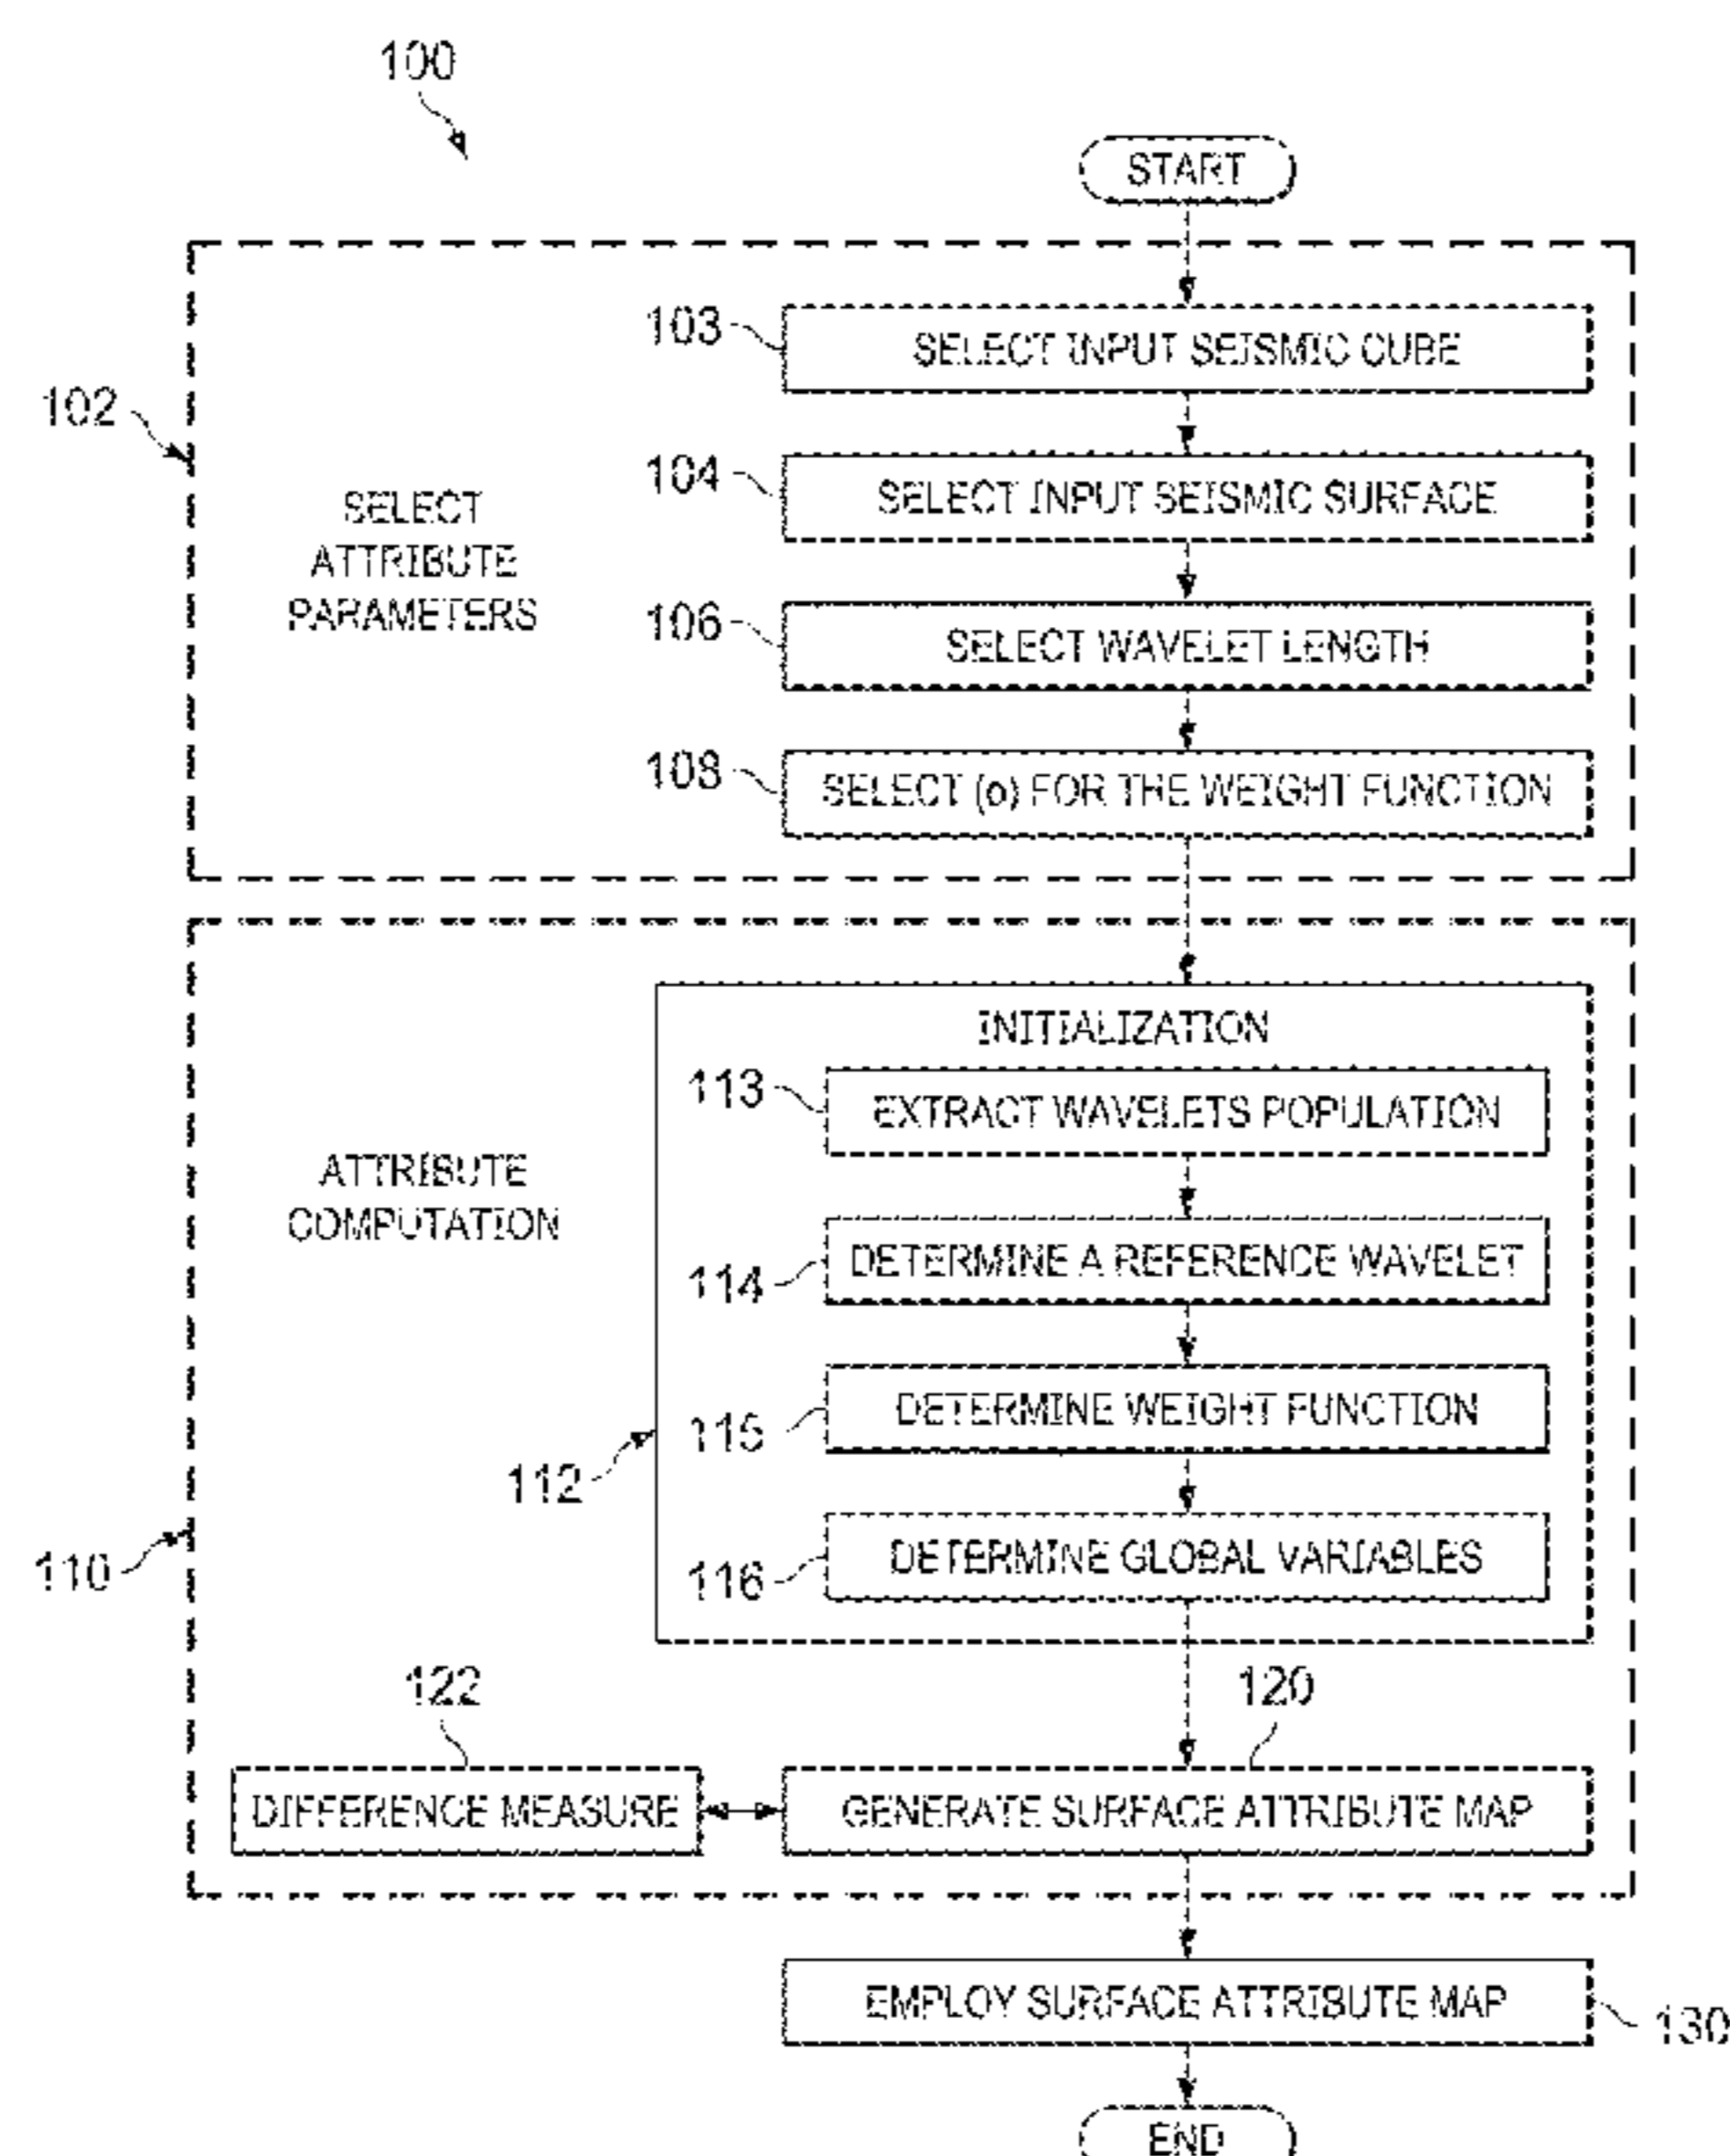 100
START
103
SELECT INPUT SEISMIC CUBE
102
104
SELECT INPUT SEISMIC SURFACE
SELECT
ATTRIBUTE
PARAMETERS
106
SELECT WAVELET LENGTH
108
SELECT (σ) FOR THE WEIGHT FUNCTION
INITIALIZATION
113
EXTRACT WAVELETS POPULATION
ATTRIBUTE
COMPUTATION
114
DETERMINE A REFERENCE WAVELET
115
DETERMINE WEIGHT FUNCTION
112
110
116
DETERMINE GLOBAL VARIABLES
122
120
DIFFERENCE MEASURE
GENERATE SURFACE ATTRIBUTE MAP
EMPLOY SURFACE ATTRIBUTE MAP
130
END